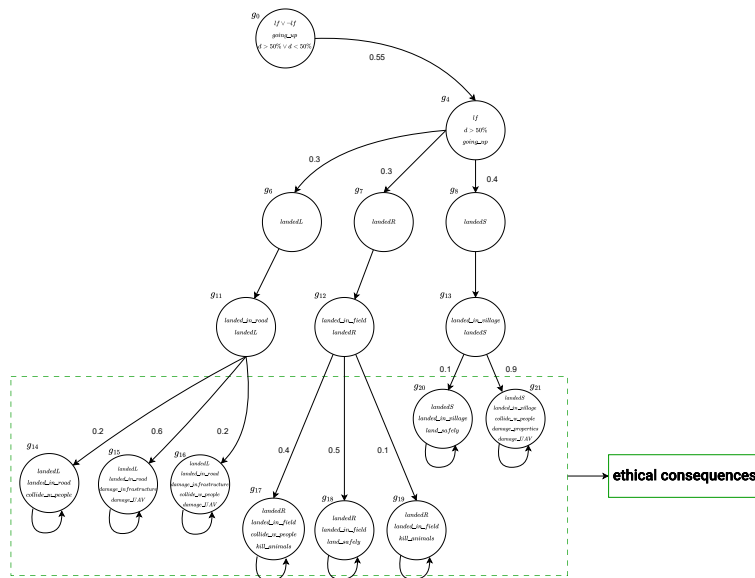 g0
lf ∨ ¬lf
going_up
d > 50% ∨ d < 50%
0.55
g4
lf
d > 50%
going_up
0.3
0.3
0.4
g6
landedL
g7
landedR
g8
landedS
g11
landed_in_road
landedL
g12
landed_in_field
landedR
g13
landed_in_village
landedS
0.2
0.6
0.2
0.4
0.5
0.1
0.1
0.9
g20
landedS
landed_in_village
land_safely
g21
landedS
landed_in_village
collide_w_people
damage_properties
damage_UAV
g14
landedL
landed_in_road
collide_w_people
g15
landedL
landed_in_road
damage_infrastructure
damage_UAV
g16
landedL
landed_in_road
damage_infrastructure
collide_w_people
damage_UAV
g17
landedR
landed_in_field
collide_w_people
kill_animals
g18
landedR
landed_in_field
land_safely
g19
landedR
landed_in_field
kill_animals
ethical consequences